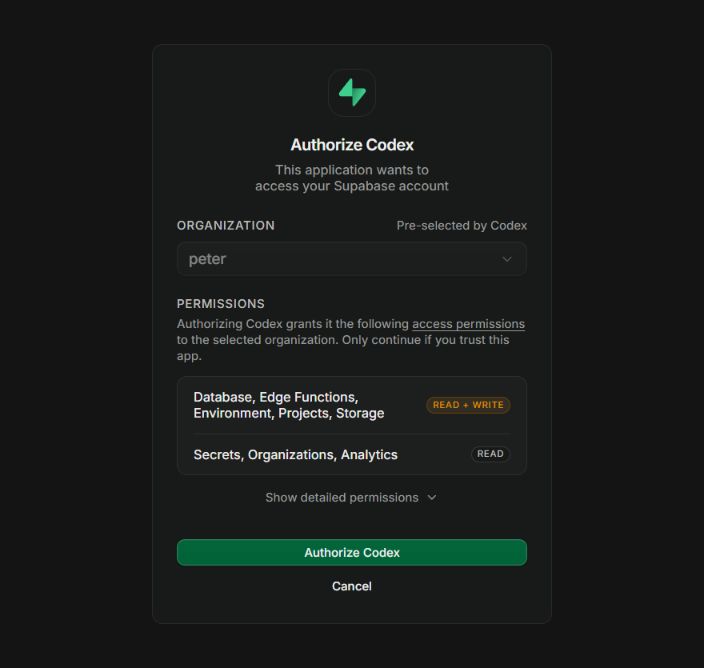 Authorize Codex
This application wants to
access your Supabase account
ORGANIZATION
Pre-selected by Codex
peter
PERMISSIONS
Authorizing Codex grants it the following access permissions
to the selected organization. Only continue if you trust this
app.
Database, Edge Functions,
Environment, Projects, Storage
READ + WRITE
Secrets, Organizations, Analytics
READ
Show detailed permissions
Authorize Codex
Cancel